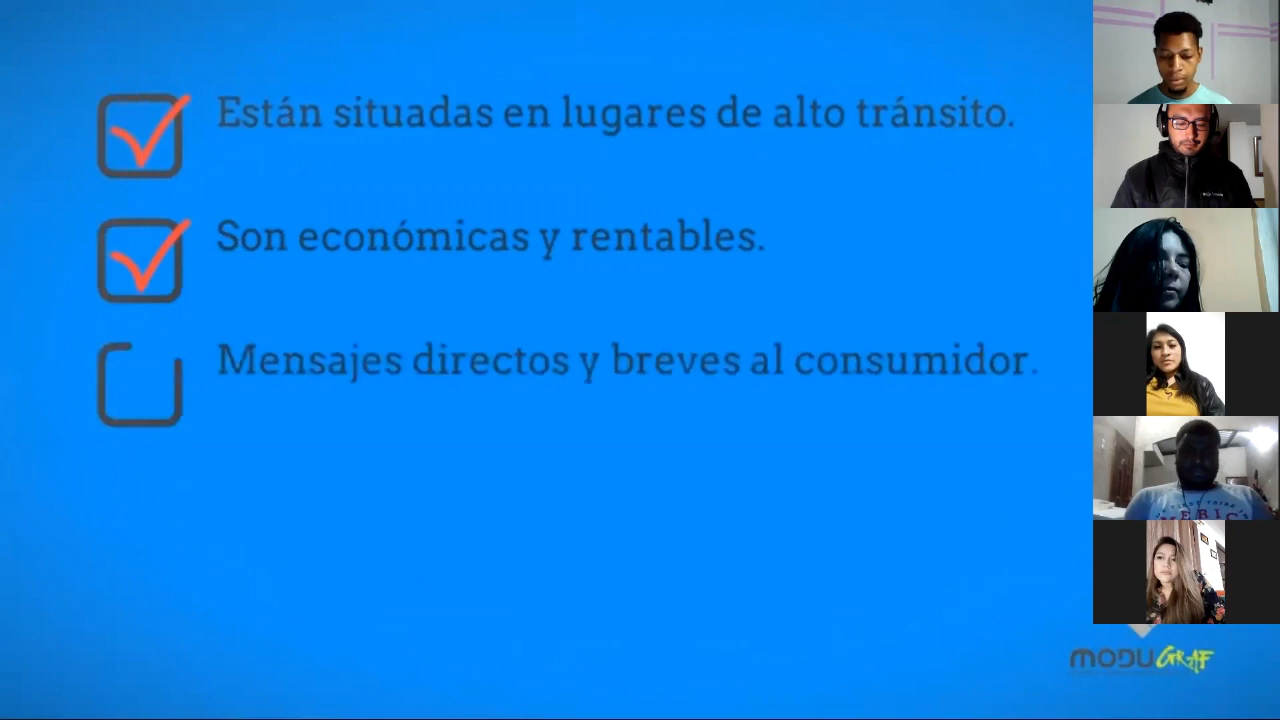 Están situadas en lugares de alto tránsito.
Son económicas y rentables.
Mensajes directos y breves al consumidor.
MODUGRAF